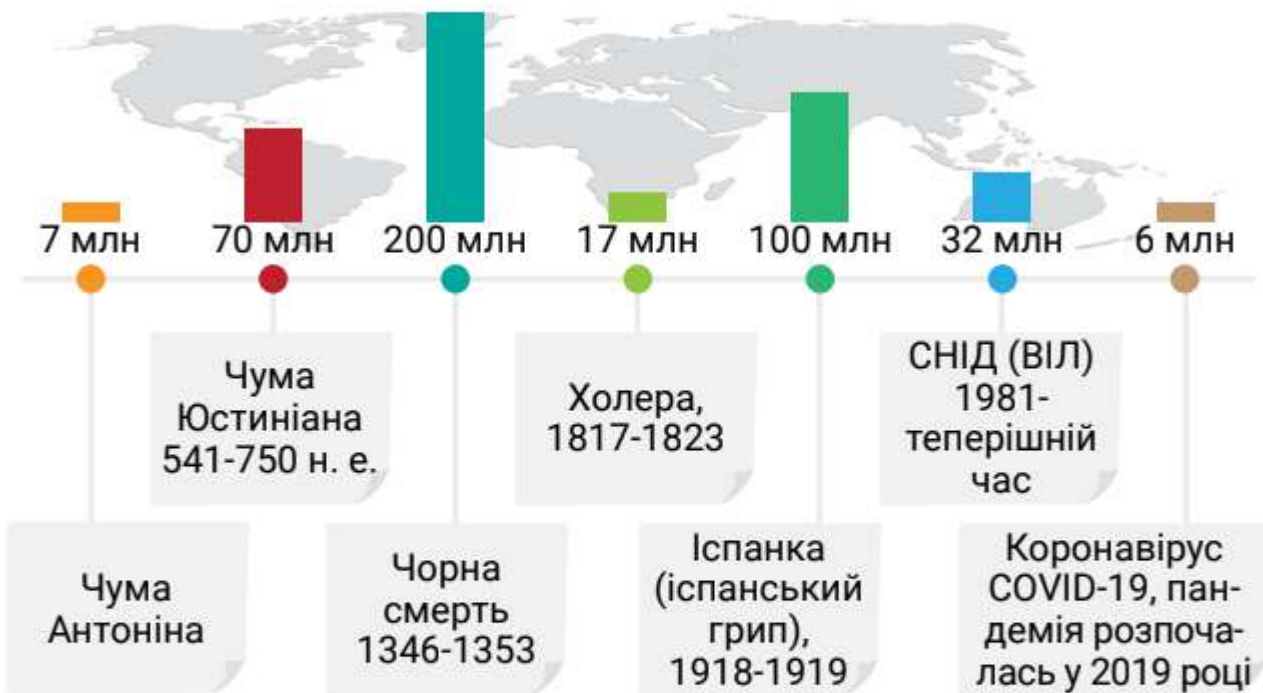 7 млн
70 млн
200 млн
17 млн
100 млн
32 млн
6 млн
Чума
Юстиніана
541-750 н. е.
Холера,
1817-1823
СНІД (ВІЛ)
1981-
теперішній
час
Чума
Антоніна
Чорна
смерть
1346-1353
Іспанка
(іспанський
грип),
1918-1919
Коронавірус
COVID-19, пан-
демія розпоча-
лась у 2019 році